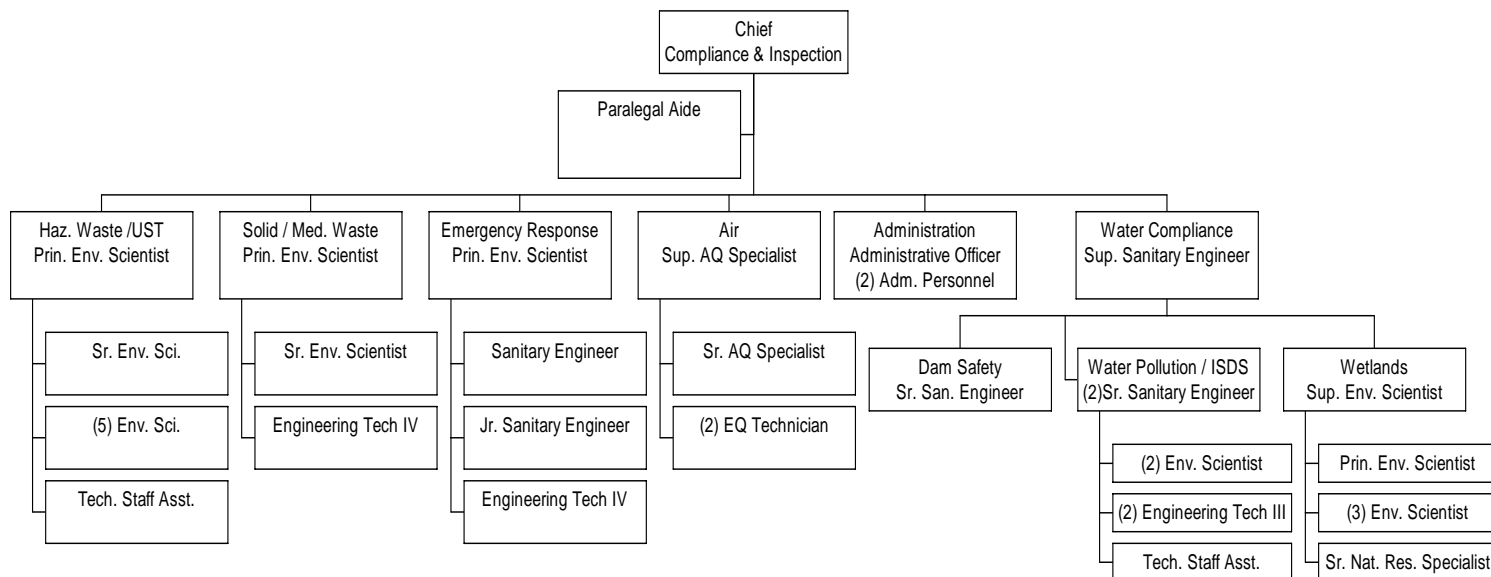 Chief
Compliance & Inspection
Paralegal Aide
Haz. Waste /UST
Prin. Env. Scientist
Solid / Med. Waste
Prin. Env. Scientist
Emergency Response
Prin. Env. Scientist
Air
Sup. AQ Specialist
Administration
Administrative Officer
(2) Adm. Personnel
Water Compliance
Sup. Sanitary Engineer
Sr. Env. Sci.
(5) Env. Sci.
Tech. Staff Asst.
Sr. Env. Scientist
Engineering Tech IV
Sanitary Engineer
Jr. Sanitary Engineer
Engineering Tech IV
Sr. AQ Specialist
(2) EQ Technician
Dam Safety
Sr. San. Engineer
Water Pollution / ISDS
(2)Sr. Sanitary Engineer
(2) Env. Scientist
(2) Engineering Tech III
Tech. Staff Asst.
Wetlands
Sup. Env. Scientist
Prin. Env. Scientist
(3) Env. Scientist
Sr. Nat. Res. Specialist